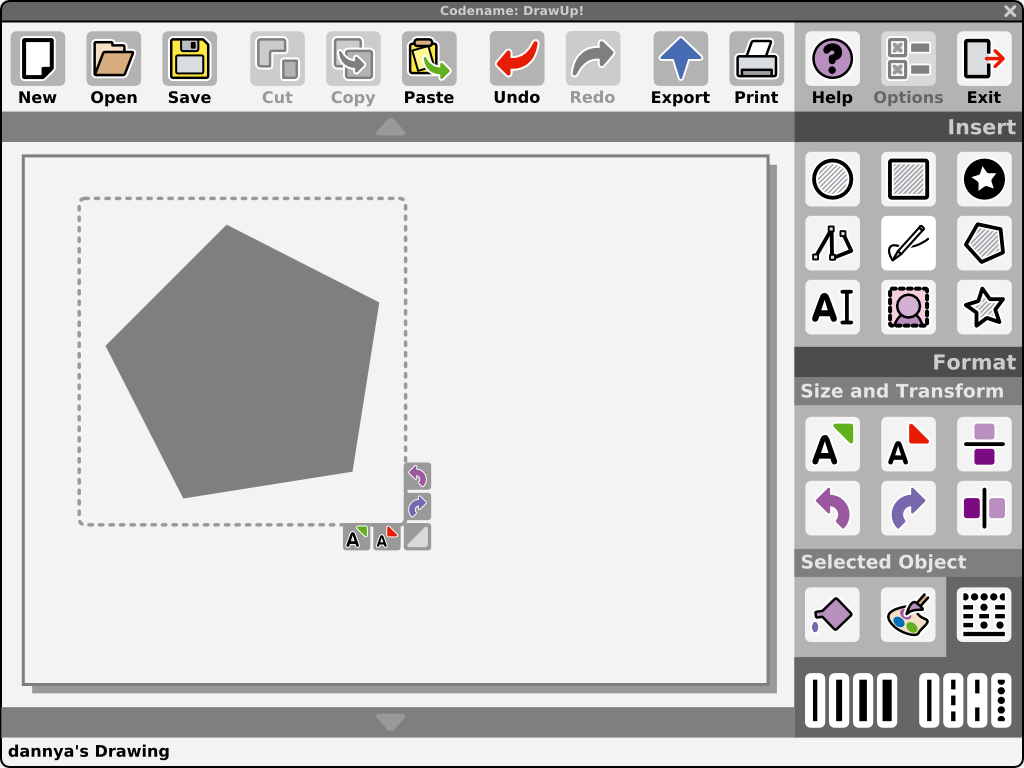 Codename: DrawUp!
New Open Save Cut Copy Paste Undo Redo Export Print Help Options Exit
Insert
A
Format
Size and Transform
A A
A A
Selected Object
dannya's Drawing